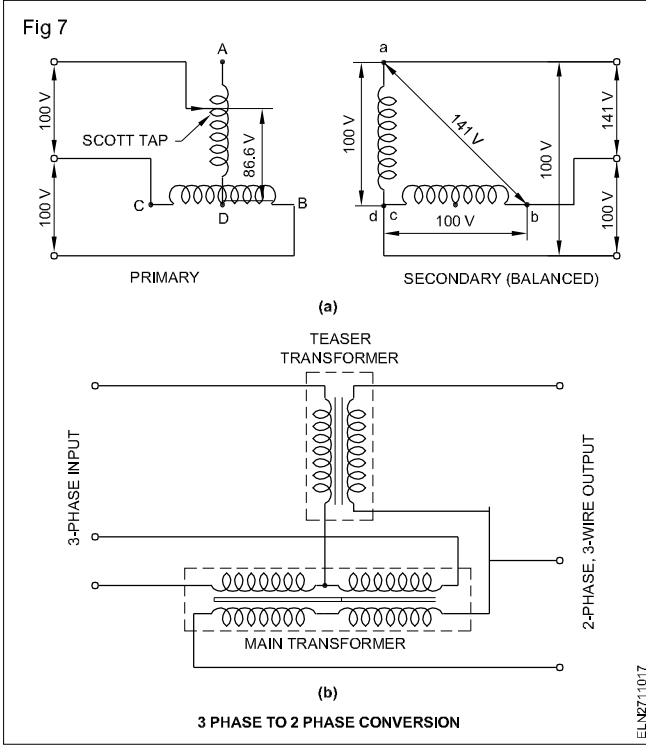 Fig 7
A
a
100 V
SCOTT TAP
86.6 V
C
D
B
100 V
PRIMARY
100 V
141 V
100 V
141 V
d
c
b
100 V
100 V
SECONDARY (BALANCED)
(a)
TEASER
TRANSFORMER
3-PHASE INPUT
2-PHASE, 3-WIRE OUTPUT
MAIN TRANSFORMER
(b)
3 PHASE TO 2 PHASE CONVERSION
ELN2711017